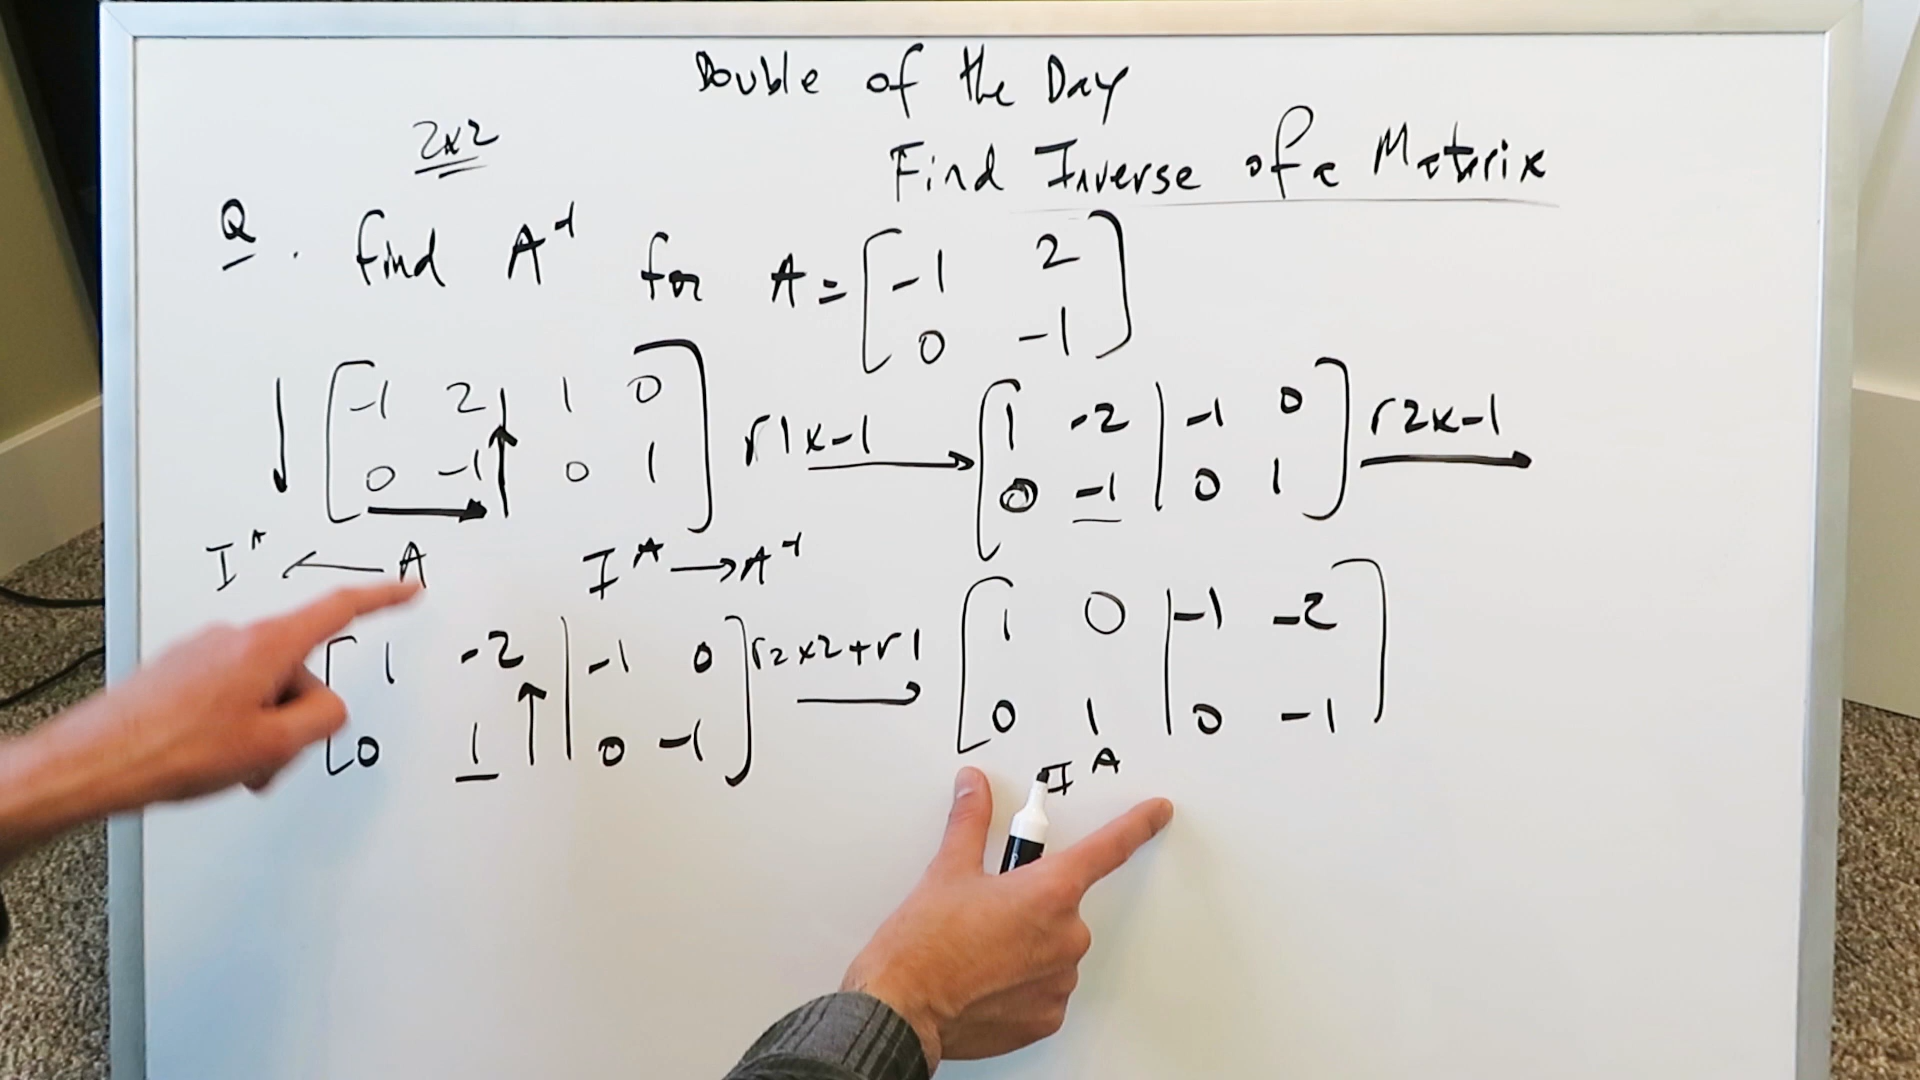 Double of the Day
2x2
Find Inverse of a Matrix
Q. Find A⁻¹ for A = [-1 2
0 -1]
[-1 2 1 0
0 -1 0 1] r1x-1 →
[1 -2 | -1 0
0 -1 | 0 1] r2x-1 →
I^A ← A I^A → A⁻¹
[1 -2 | -1 0
0 1 | 0 -1] r2x2+r1 →
[1 0 | -1 -2
0 1 | 0 -1]
I^A